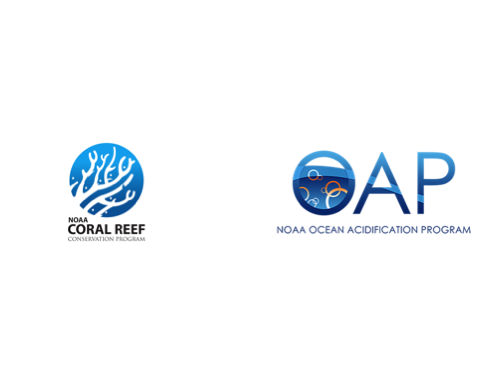 NOAA
CORAL REEF
CONSERVATION PROGRAM
OAP
NOAA OCEAN ACIDIFICATION PROGRAM